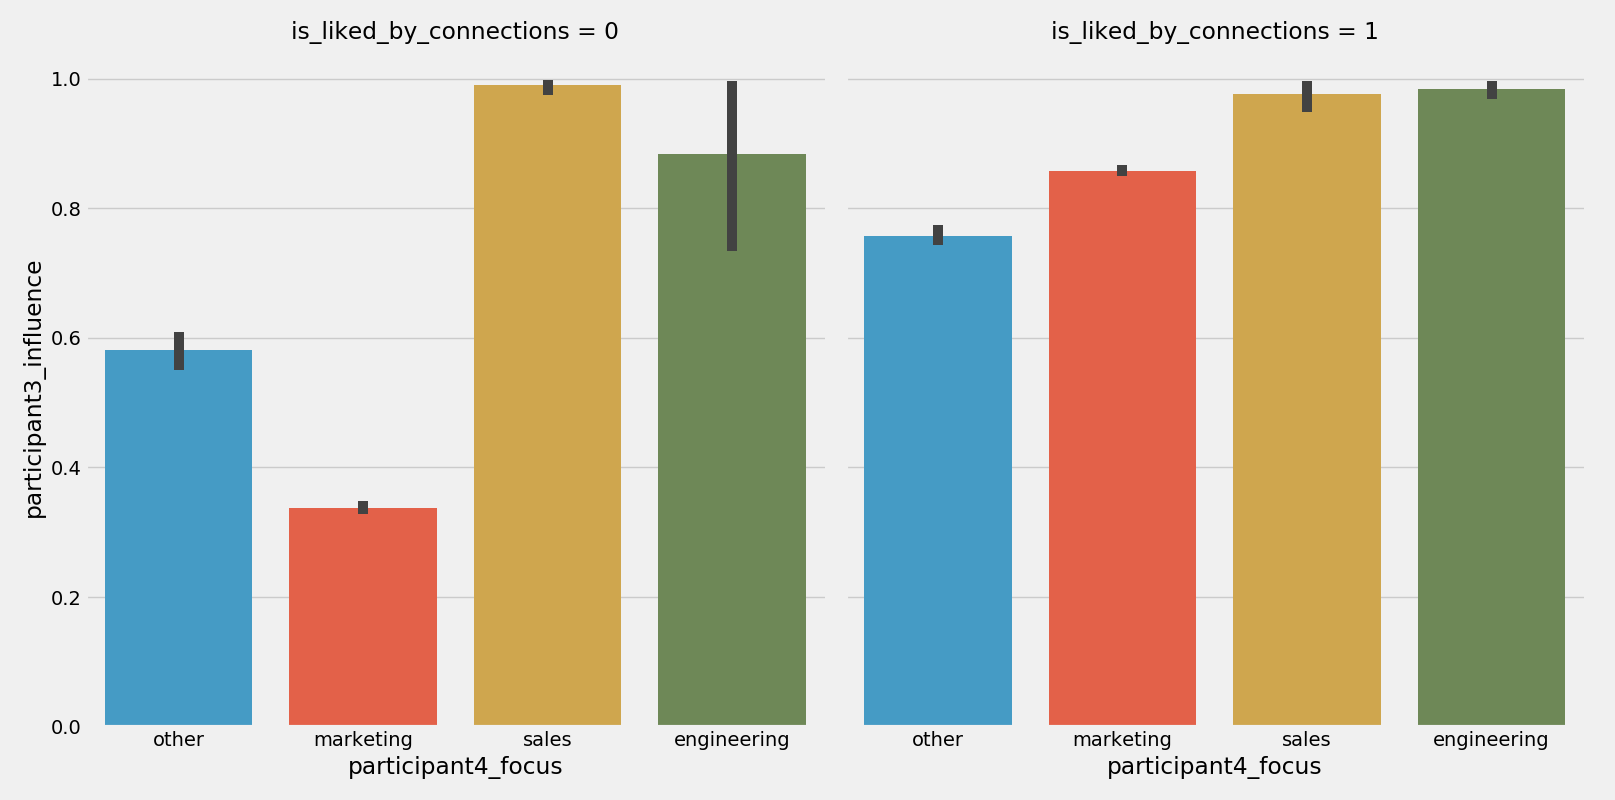 is_liked_by_connections = 0
is_liked_by_connections = 1
participant3_influence
1.0
0.8
0.6
0.4
0.2
0.0
other marketing sales engineering
other marketing sales engineering
participant4_focus
participant4_focus